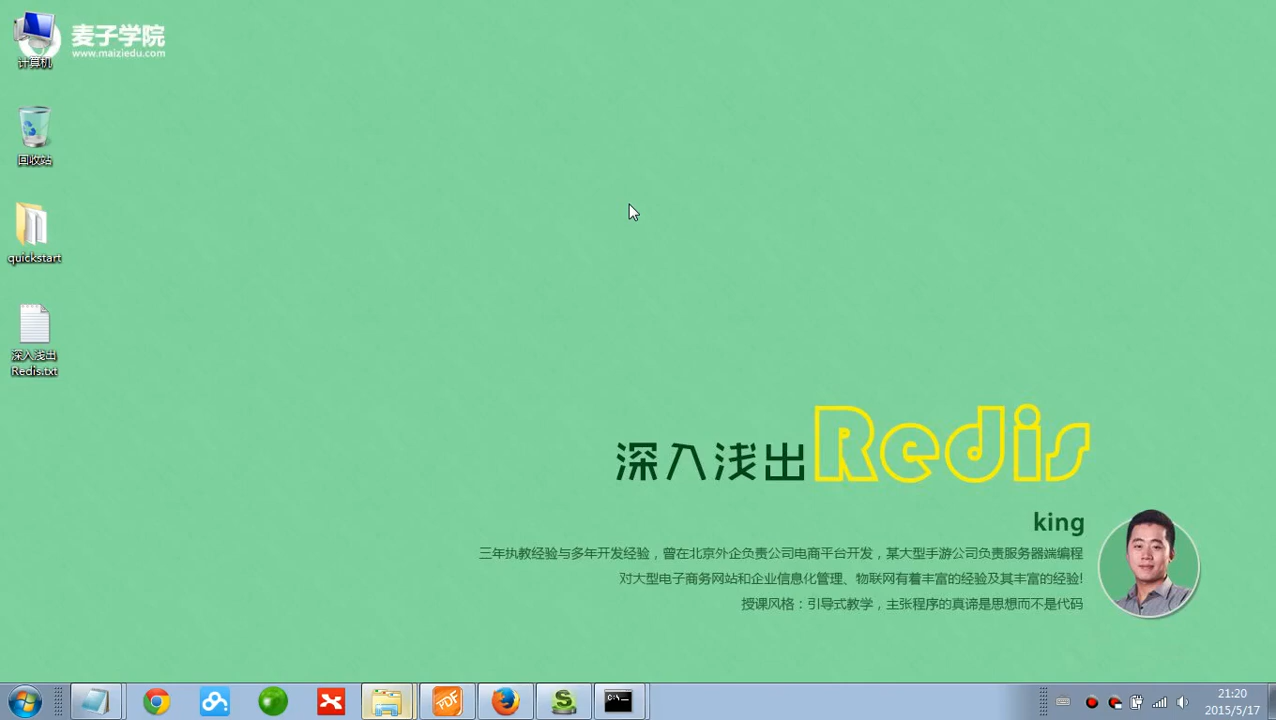 麦子学院
www.maiziedu.com
计算机
回收站
quickstart
深入浅出
Redis.txt
深入浅出Redis
king
三年执教经验与多年开发经验，曾在北京外企负责公司电商平台开发，某大型手游公司负责服务器端编程
对大型电子商务网站和企业信息化管理、物联网有着丰富的经验及其丰富的经验!
授课风格：引导式教学，主张程序的真谛是思想而不是代码
PDF
C:\_
21:20
2015/5/17